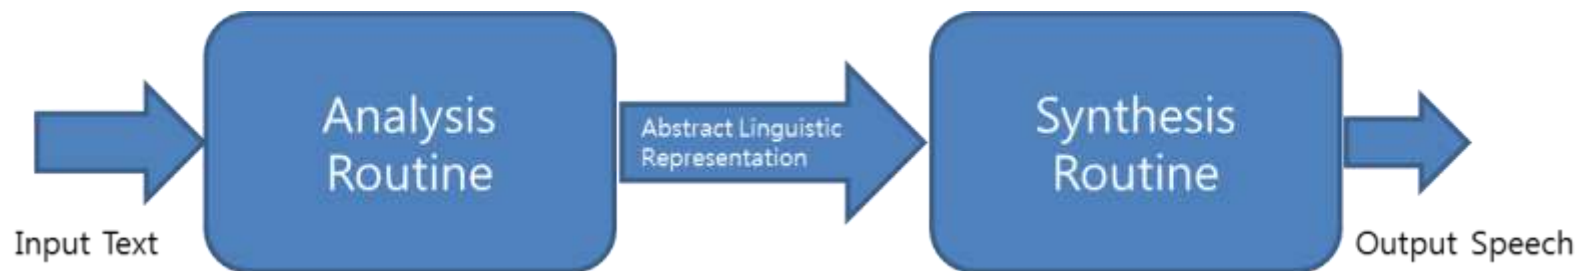 Input Text
Analysis
Routine
Abstract Linguistic
Representation
Synthesis
Routine
Output Speech